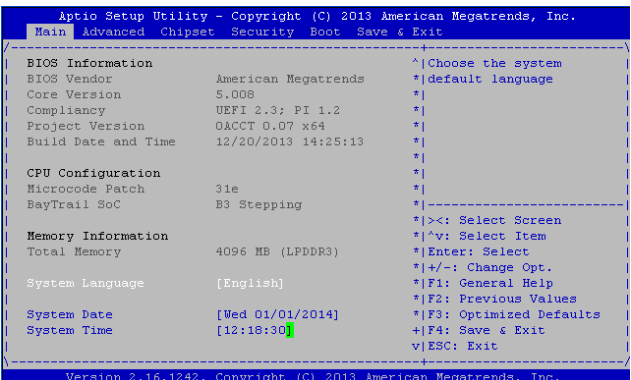 Aptio Setup Utility - Copyright (C) 2013 American Megatrends, Inc.
Main Advanced Chipset Security Boot Save & Exit
BIOS Information
BIOS Vendor American Megatrends
Core Version 5.008
Compliancy UEFI 2.3; PI 1.2
Project Version 0ACCT 0.07 x64
Build Date and Time 12/20/2013 14:25:13
CPU Configuration
Microcode Patch 31e
BayTrail SoC B3 Stepping
Memory Information
Total Memory 4096 MB (LPDDR3)
System Language [English]
System Date [Wed 01/01/2014]
System Time [12:18:30]
Choose the system
default language
><: Select Screen
^v: Select Item
Enter: Select
+/-: Change Opt.
F1: General Help
F2: Previous Values
F3: Optimized Defaults
F4: Save & Exit
ESC: Exit
Version 2.16.1242. Copyright (C) 2013 American Megatrends, Inc.